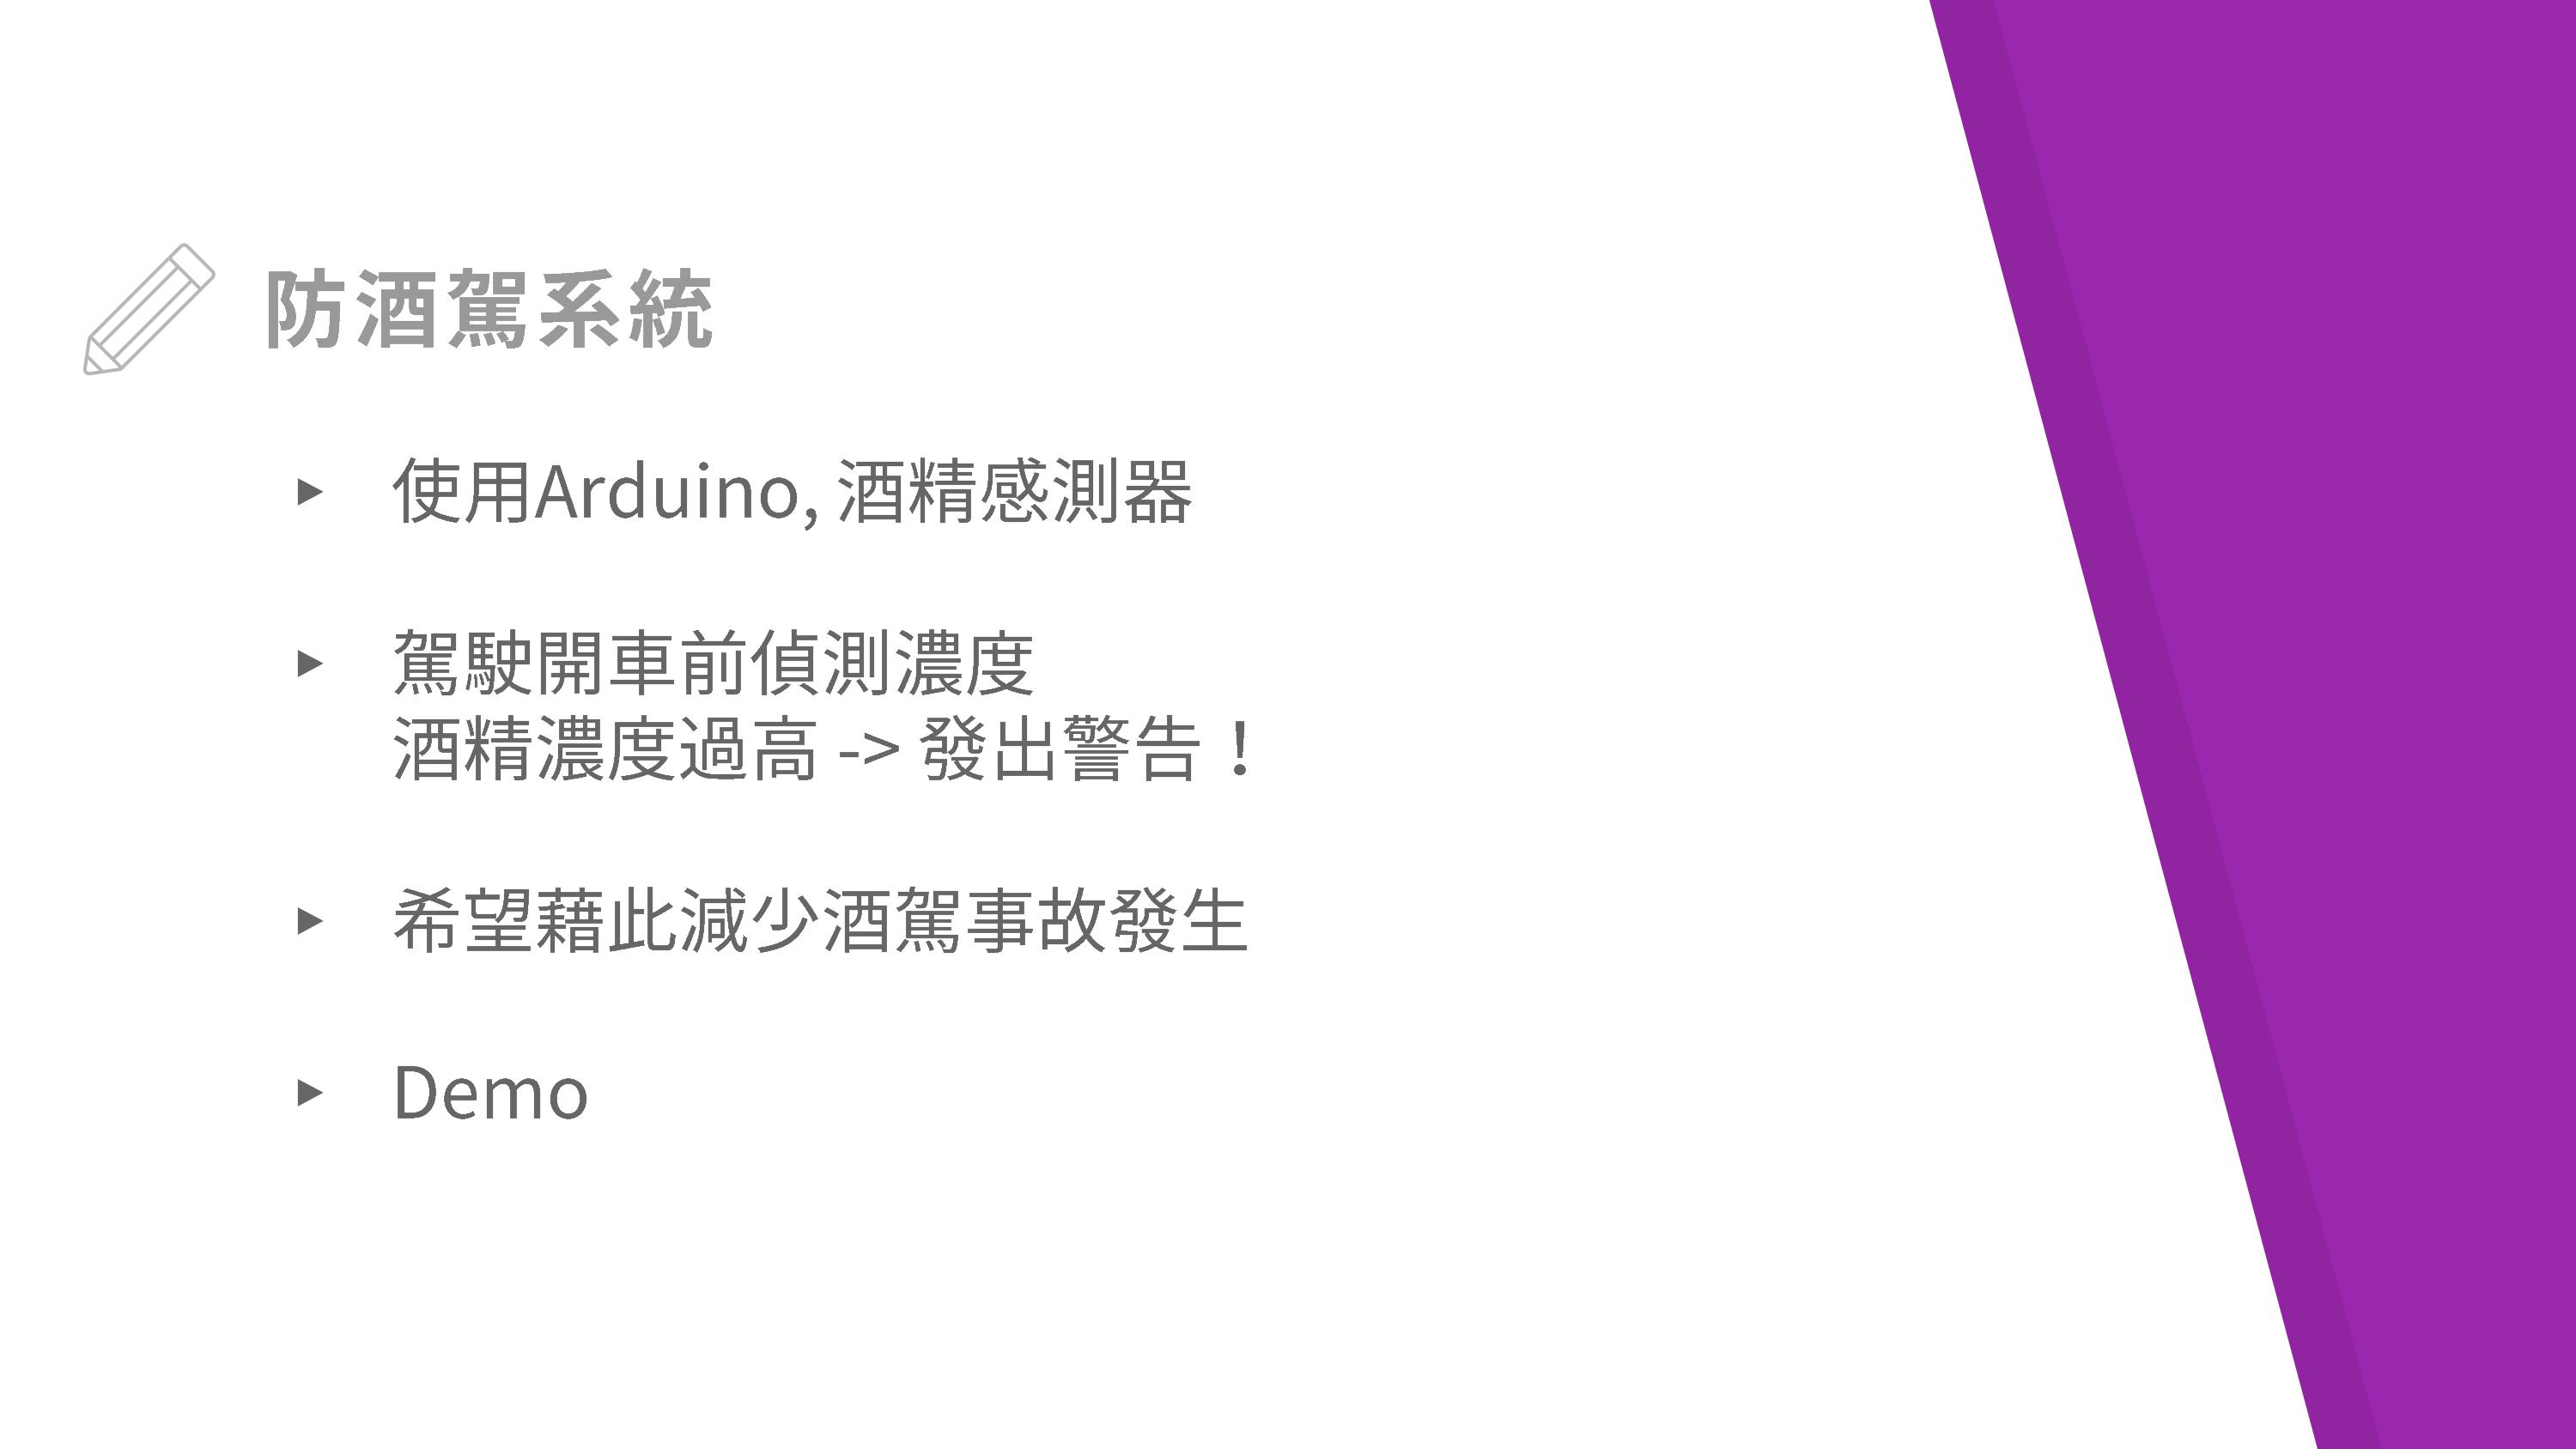 防酒駕系統
▸ 使用Arduino, 酒精感測器
▸ 駕駛開車前偵測濃度
酒精濃度過高 -> 發出警告！
▸ 希望藉此減少酒駕事故發生
▸ Demo